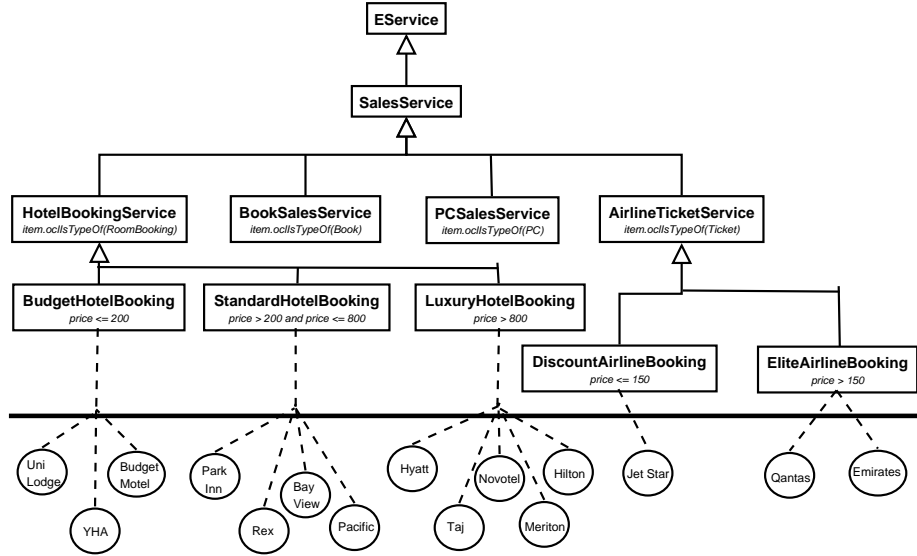 EService
SalesService
HotelBookingService
item.oclIsTypeOf(RoomBooking)
BookSalesService
item.oclIsTypeOf(Book)
PCSalesService
item.oclIsTypeOf(PC)
AirlineTicketService
item.oclIsTypeOf(Ticket)
BudgetHotelBooking
price <= 200
StandardHotelBooking
price > 200 and price <= 800
LuxuryHotelBooking
price > 800
DiscountAirlineBooking
price <= 150
EliteAirlineBooking
price > 150
Uni
Lodge
YHA
Budget
Motel
Park
Inn
Rex
Bay
View
Pacific
Hyatt
Taj
Novotel
Meriton
Hilton
Jet Star
Qantas
Emirates